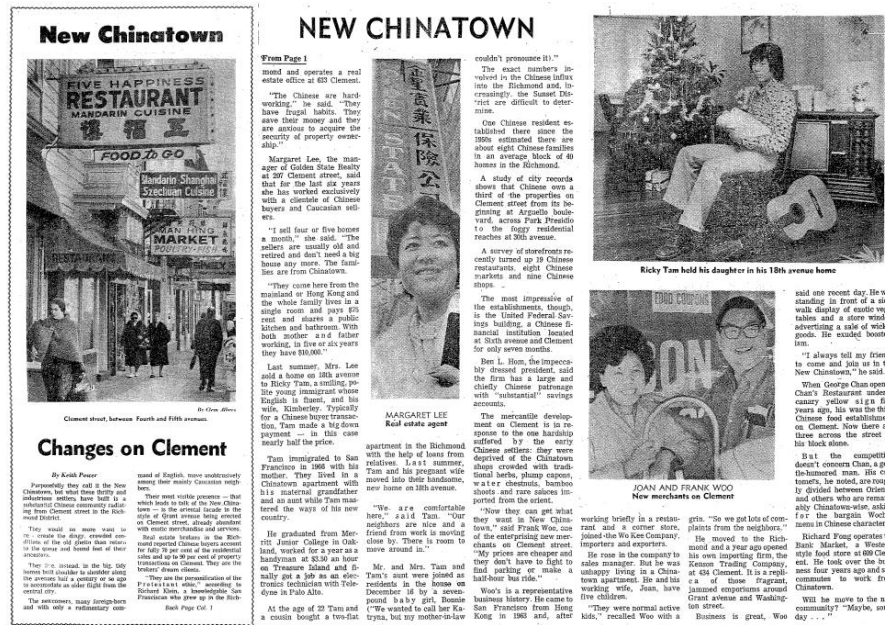 New Chinatown
FIVE HAPPINESS
RESTAURANT
MANDARIN CUISINE
FOOD to GO
Mandarin·Shanghai
Szechuan Cuisine
MAN HING
MARKET
POULTRY-FISH
By Clem Albers
Clement street, between Fourth and Fifth avenues.
Changes on Clement
By Keith Power
Purposefully they call it the New
Chinatown, but what these thrifty and
industrious settlers have built is a
substantial Chinese community radiat-
ing from Clement street in the Rich-
mond District.
They would no more want to
re-create the dingy, crowded con-
ditions of the old ghetto than return
to the queue and bound feet of their
ancestors.
They live, instead, in the big, tidy
homes built shoulder to shoulder along
the avenues half a century or so ago
to accommodate an older flight from the
central city.
The newcomers, many foreign-born
and with only a rudimentary com-
mand of English, move unobtrusively
among their mainly Caucasian neigh-
bors.
Their most visible presence — that
which leads to talk of the New China-
town — is the oriental facade in the
style of Grant avenue being erected
on Clement street, already abundant
with exotic merchandise and services.
Real estate brokers in the Rich-
mond reported Chinese buyers account
for fully 70 per cent of the residential
sales and up to 90 per cent of property
transactions on Clement. They are the
brokers' dream clients.
"They are the personification of the
Protestant ethic," according to
Richard Klein, a knowledgable San
Franciscan who grew up in the Rich-
Back Page Col. 1
NEW CHINATOWN
From Page 1
mond and operates a real
estate office at 633 Clement.
"The Chinese are hard-
working," he said. "They
have frugal habits. They
save their money and they
are anxious to acquire the
security of property owner-
ship."
Margaret Lee, the man-
ager of Golden State Realty
at 207 Clement street, said
that for the last six years
she has worked exclusively
with a clientele of Chinese
buyers and Caucasian sell-
ers.
"I sell four or five homes
a month," she said. "The
sellers are usually old and
retired and don't need a big
house any more. The fami-
lies are from Chinatown.
"They come here from the
mainland or Hong Kong and
the whole family lives in a
single room and pays $75
rent and shares a public
kitchen and bathroom. With
both mother and father
working, in five or six years
they have $10,000."
Last summer, Mrs. Lee
sold a home on 18th avenue
to Ricky Tam, a smiling, po-
lite young immigrant whose
English is fluent, and his
wife, Kimberley. Typically
for a Chinese buyer transac-
tion, Tam made a big down
payment — in this case
nearly half the price.
Tam immigrated to San
Francisco in 1966 with his
mother. They lived in a
Chinatown apartment with
his maternal grandfather
and an aunt while Tam mas-
tered the ways of his new
country.
He graduated from Mer-
ritt Junior College in Oak-
land, worked for a year as a
handyman at $3.50 an hour
on Treasure Island and fi-
nally got a job as an elec-
tronics technician with Tele-
dyne in Palo Alto.
At the age of 22 Tam and
a cousin bought a two-flat
保險公
ESTATE
MARGARET LEE
Real estate agent
apartment in the Richmond
with the help of loans from
relatives. Last summer,
Tam and his pregnant wife
moved into their handsome,
new home on 18th avenue.
"We are comfortable
here," said Tam. "Our
neighbors are nice and a
friend from work is moving
close by. There is room to
move around in."
Mr. and Mrs. Tam and
Tam's aunt were joined as
residents in the house on
December 16 by a seven-
pound baby girl, Bonnie
("We wanted to call her Ka-
tryna, but my mother-in-law
couldn't pronounce it)."
The exact numbers in-
volved in the Chinese influx
into the Richmond and, in-
creasingly, the Sunset Dis-
trict are difficult to deter-
mine.
One Chinese resident es-
tablished there since the
1950s estimated there are
about eight Chinese families
in an average block of 40
homes in the Richmond.
A study of city records
shows that Chinese own a
third of the properties on
Clement street from its be-
ginning at Arguello boule-
vard, across Park Presidio
to the foggy residential
reaches at 30th avenue.
A survey of storefronts re-
cently turned up 19 Chinese
restaurants, eight Chinese
markets and nine Chinese
shops.
The most impressive of
the establishments, though,
is the United Federal Sav-
ings building, a Chinese fi-
nancial institution located
at Sixth avenue and Clement
for only seven months.
Ben L. Hom, the impecca-
bly dressed president, said
the firm has a large and
chiefly Chinese patronage
with "substantial" savings
accounts.
The mercantile develop-
ment on Clement is in re-
sponse to the one hardship
suffered by the early
Chinese settlers: they were
deprived of the Chinatown
shops crowded with tradi-
tional herbs, plump capons,
water chestnuts, bamboo
shoots and rare sauces im-
ported from the orient.
"Now they can get what
they want in New China-
town," said Frank Woo, one
of the enterprising new mer-
chants on Clement street.
"My prices are cheaper and
they don't have to fight to
find parking or make a
half-hour bus ride."
Woo's is a representative
business history. He came to
San Francisco from Hong
Kong in 1963 and, after
Ricky Tam held his daughter in his 18th avenue home
FOOD COUPONS
JOAN AND FRANK WOO
New merchants on Clement
working briefly in a restau-
rant and a corner store,
joined the Wo Kee Company,
importers and exporters.
He rose in the company to
sales manager. But he was
unhappy living in a China-
town apartment. He and his
working wife, Joan, have
five children.
"They were normal active
kids," recalled Woo with a
grin. "So we got lots of com-
plaints from the neighbors."
He moved to the Rich-
mond and a year ago opened
his own importing firm, the
Kenson Trading Company,
at 434 Clement. It is a repli-
ca of those fragrant,
jammed emporiums around
Grant avenue and Washing-
ton street.
Business is great, Woo
said one recent day. He w
standing in front of a si
walk display of exotic veg
tables and a store wind
advertising a sale of wick
goods. He exuded booste
ism.
"I always tell my frien
to come and join us in t
New Chinatown," he said.
When George Chan open
Chan's Restaurant under
canary yellow sign fi
years ago, his was the th
Chinese food establishme
on Clement. Now there a
three across the street
his block alone.
But the competiti
doesn't concern Chan, a g
tle-humored man. His c
tomers, he noted, are roug
ly divided between Orient
and others who are rema
ably Chinatown-wise, aski
for the bargain Woch
menu in Chinese character
Richard Fong operates
Bank Market, a Weste
style food store at 609 Cle
ent. He took over the bu
ness four years ago and s
commutes to work fro
Chinatown.
Will he move to the n
community? "Maybe, son
day . . ."